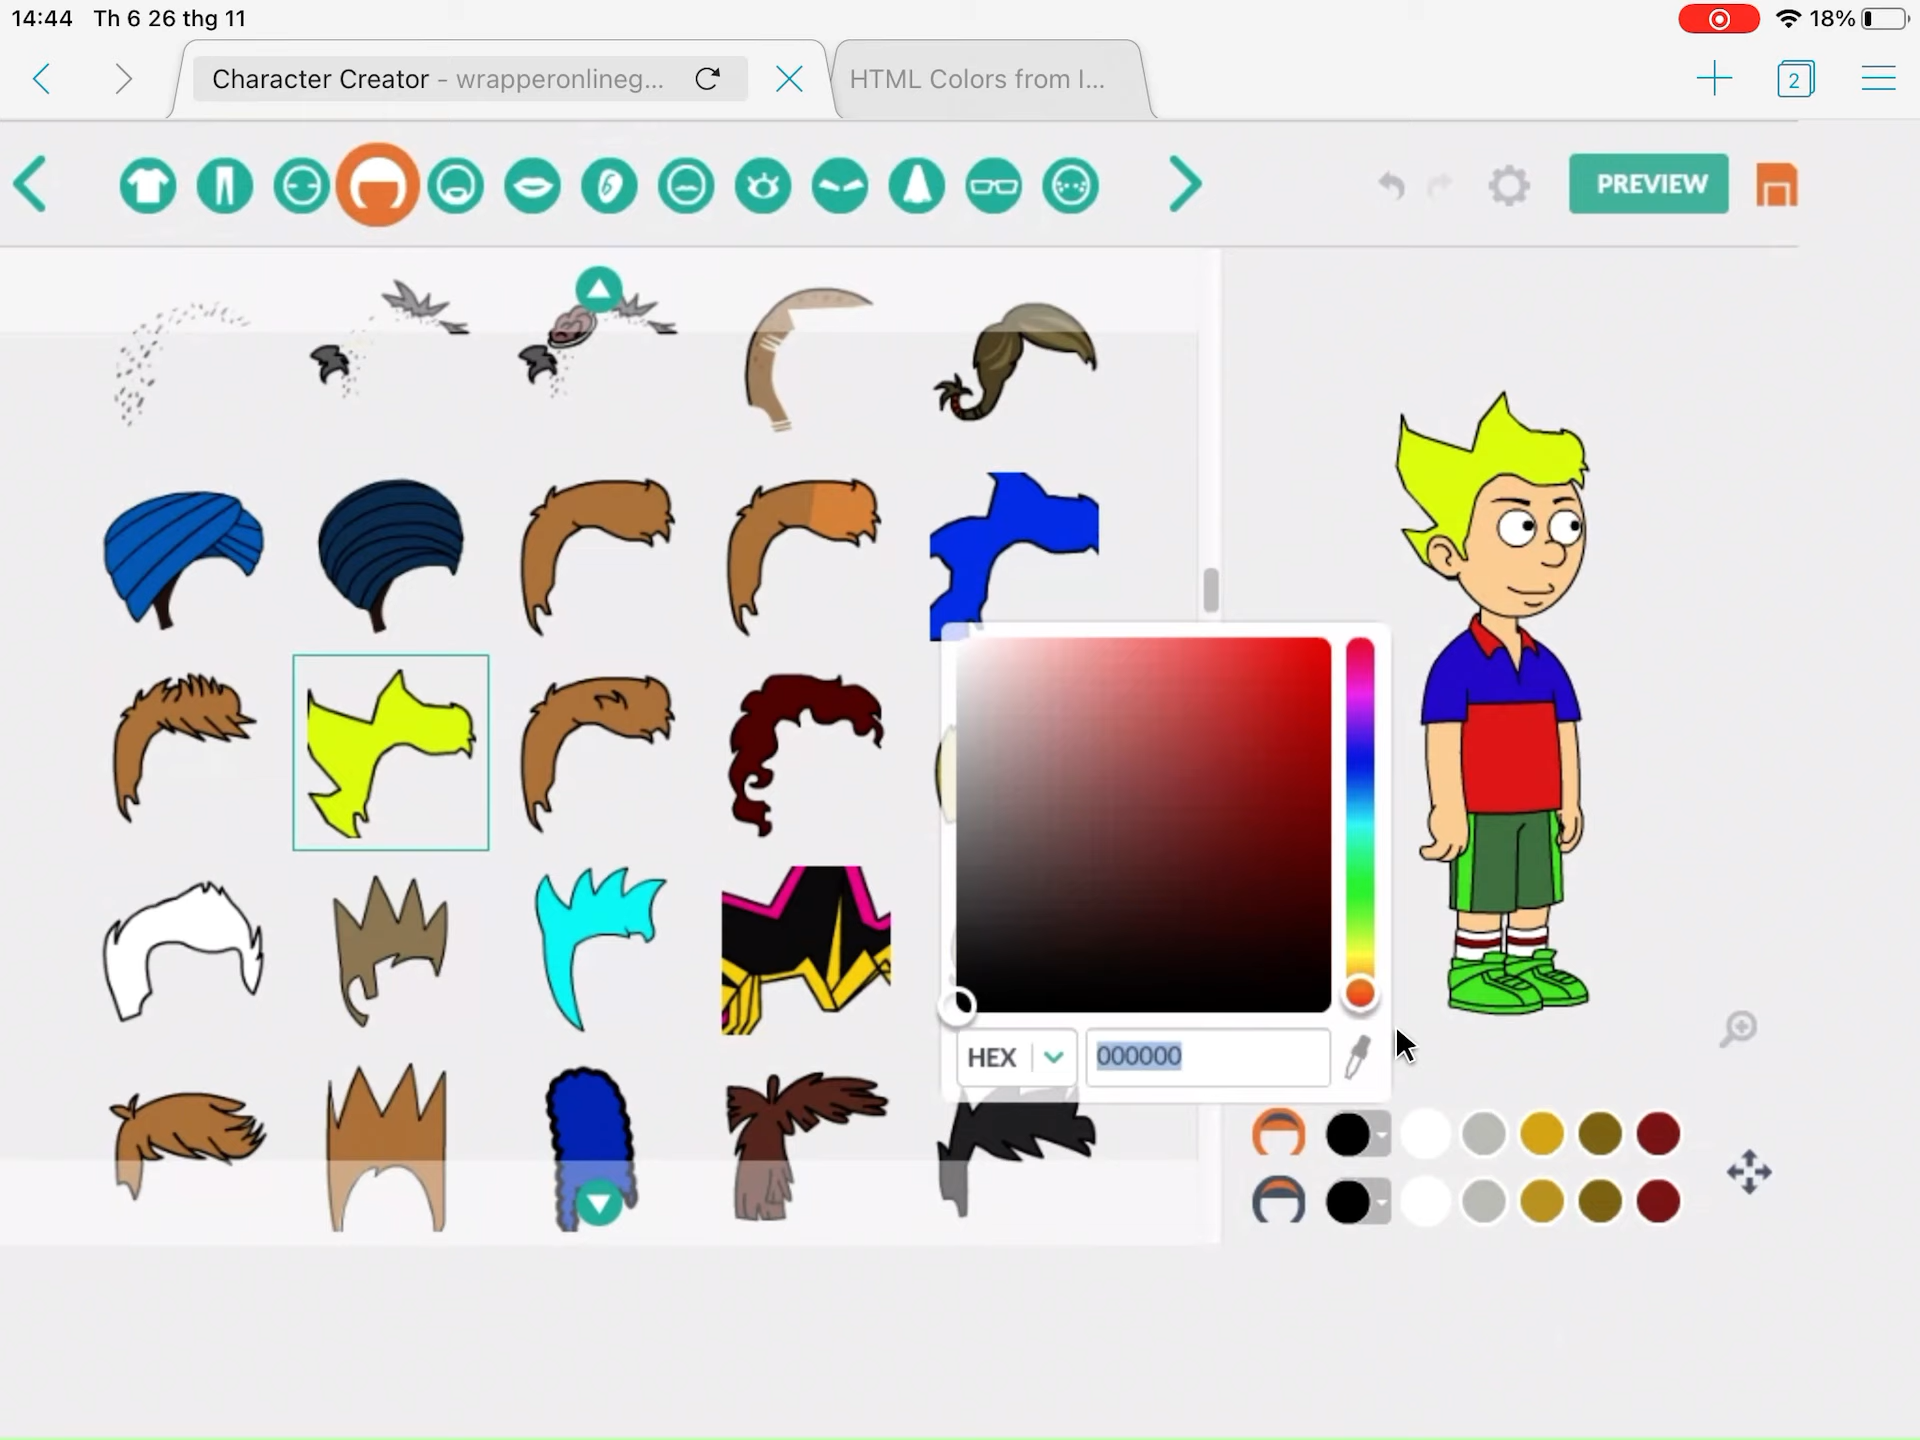 14:44 Th 6 26 thg 11
18%
Character Creator - wrapperonlineg...
HTML Colors from I...
2
PREVIEW
HEX
000000